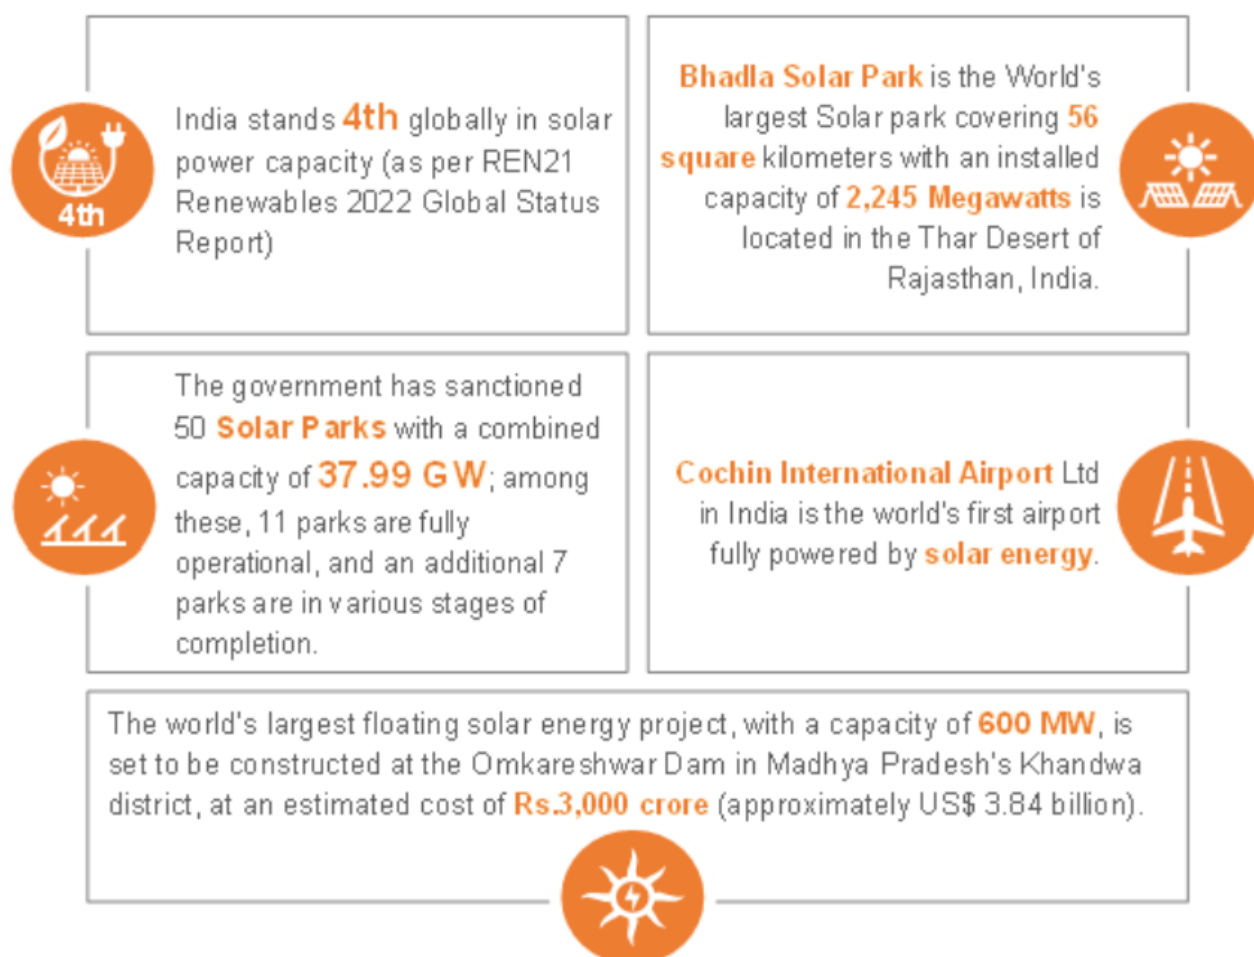 India stands 4th globally in solar
power capacity (as per REN21
Renewables 2022 Global Status
Report)
4th
Bhadla Solar Park is the World's
largest Solar park covering 56
square kilometers with an installed
capacity of 2,245 Megawatts is
located in the Thar Desert of
Rajasthan, India.
The government has sanctioned
50 Solar Parks with a combined
capacity of 37.99 GW; among
these, 11 parks are fully
operational, and an additional 7
parks are in various stages of
completion.
Cochin International Airport Ltd
in India is the world's first airport
fully powered by solar energy.
The world's largest floating solar energy project, with a capacity of 600 MW, is
set to be constructed at the Omkareshwar Dam in Madhya Pradesh's Khandwa
district, at an estimated cost of Rs.3,000 crore (approximately US$ 3.84 billion).